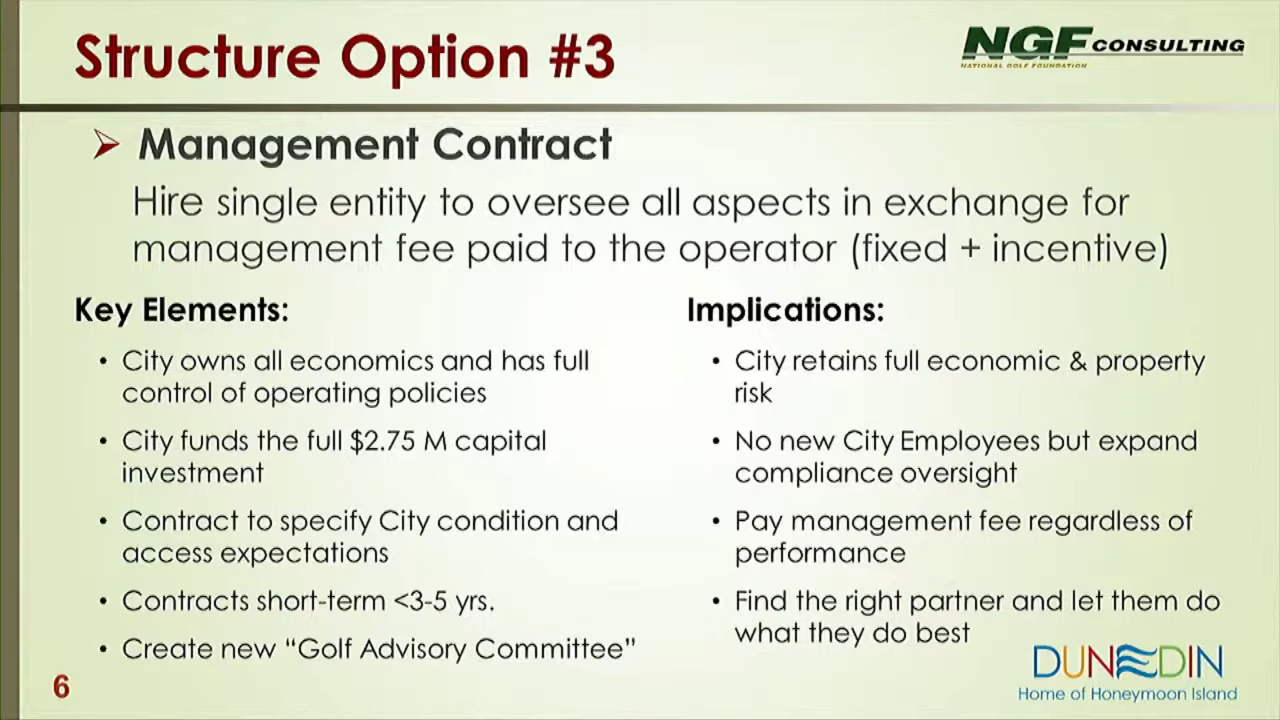 Structure Option #3
NGF CONSULTING
NATIONAL GOLF FOUNDATION
➢ Management Contract
Hire single entity to oversee all aspects in exchange for
management fee paid to the operator (fixed + incentive)
Key Elements:
• City owns all economics and has full
control of operating policies
• City funds the full $2.75 M capital
investment
• Contract to specify City condition and
access expectations
• Contracts short-term <3-5 yrs.
• Create new “Golf Advisory Committee”
Implications:
• City retains full economic & property
risk
• No new City Employees but expand
compliance oversight
• Pay management fee regardless of
performance
• Find the right partner and let them do
what they do best
6
DUNEDIN
Home of Honeymoon Island